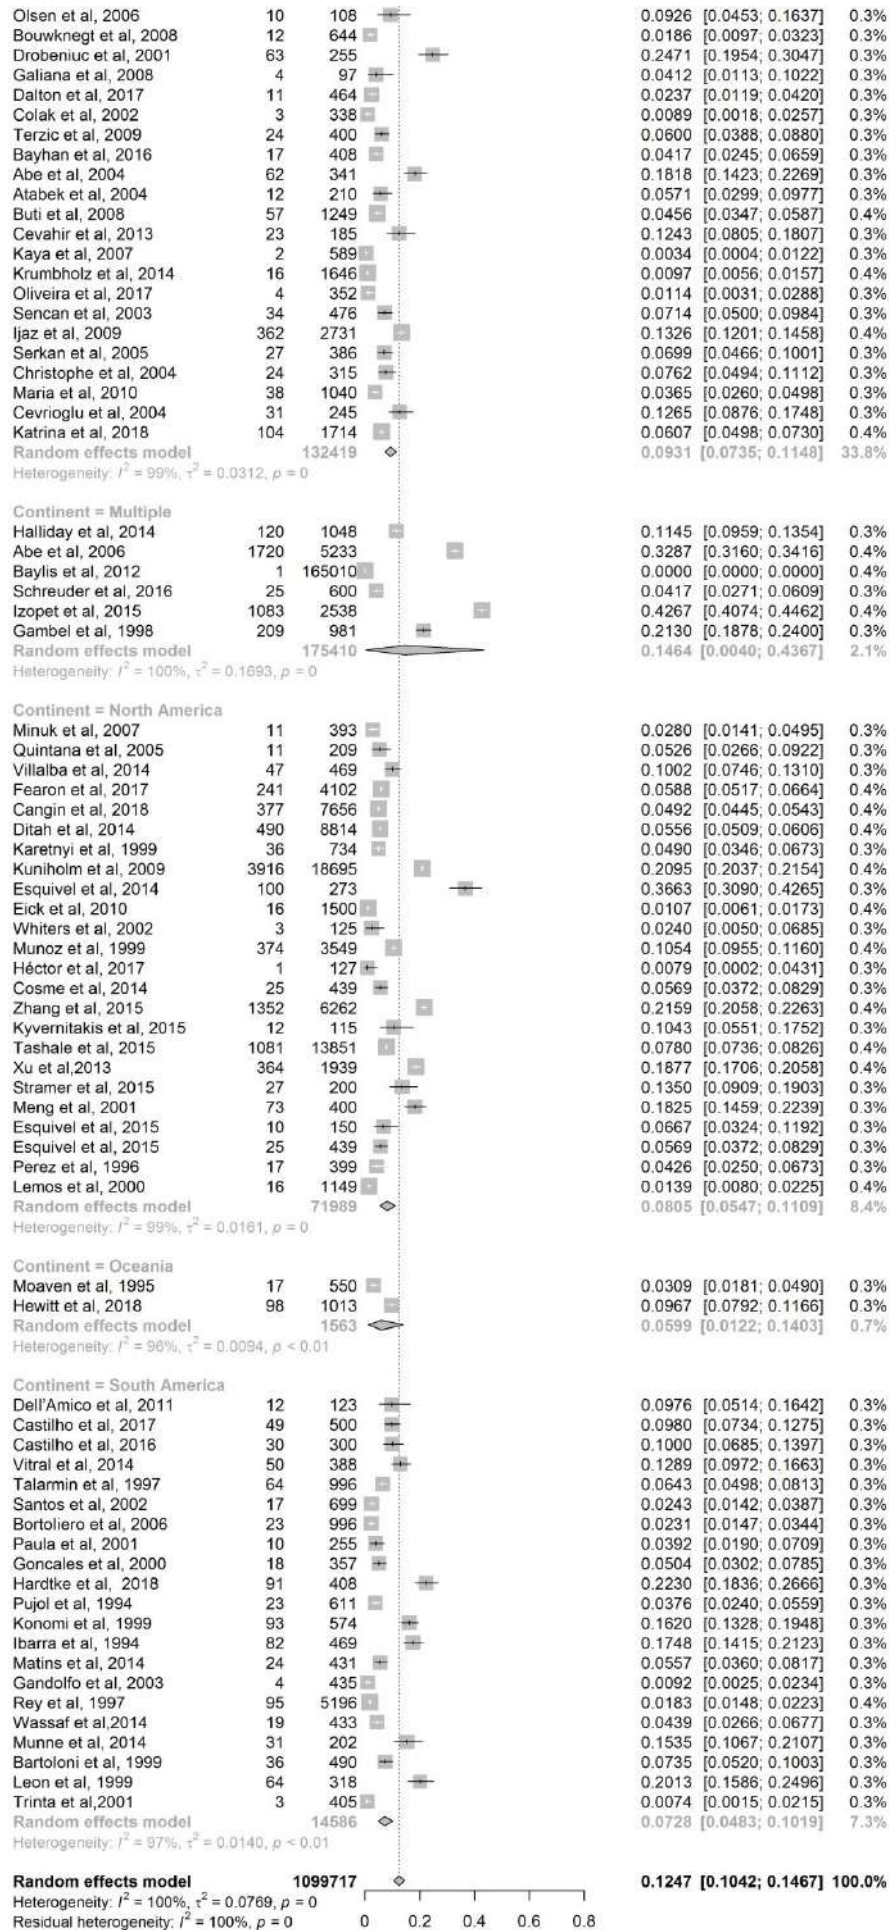 Olsen et al, 2006 10 108 0.0926 [0.0453; 0.1637] 0.3%
Bouwknegt et al, 2008 12 644 0.0186 [0.0097; 0.0323] 0.3%
Drobeniuc et al, 2001 63 255 0.2471 [0.1954; 0.3047] 0.3%
Galiana et al, 2008 4 97 0.0412 [0.0113; 0.1022] 0.3%
Dalton et al, 2017 11 464 0.0237 [0.0119; 0.0420] 0.3%
Colak et al, 2002 3 338 0.0089 [0.0018; 0.0257] 0.3%
Terzic et al, 2009 24 400 0.0600 [0.0388; 0.0880] 0.3%
Bayhan et al, 2016 17 408 0.0417 [0.0245; 0.0659] 0.3%
Abe et al, 2004 62 341 0.1818 [0.1423; 0.2269] 0.3%
Atabek et al, 2004 12 210 0.0571 [0.0299; 0.0977] 0.3%
Buti et al, 2008 57 1249 0.0456 [0.0347; 0.0587] 0.4%
Cevahir et al, 2013 23 185 0.1243 [0.0805; 0.1807] 0.3%
Kaya et al, 2007 2 589 0.0034 [0.0004; 0.0122] 0.3%
Krumbholz et al, 2014 16 1646 0.0097 [0.0056; 0.0157] 0.4%
Oliveira et al, 2017 4 352 0.0114 [0.0031; 0.0288] 0.3%
Sencan et al, 2003 34 476 0.0714 [0.0500; 0.0984] 0.3%
Ijaz et al, 2009 362 2731 0.1326 [0.1201; 0.1458] 0.4%
Serkan et al, 2005 27 386 0.0699 [0.0466; 0.1001] 0.3%
Christophe et al, 2004 24 315 0.0762 [0.0494; 0.1112] 0.3%
Maria et al, 2010 38 1040 0.0365 [0.0260; 0.0498] 0.3%
Cevrioglu et al, 2004 31 245 0.1265 [0.0876; 0.1748] 0.3%
Katrina et al, 2018 104 1714 0.0607 [0.0498; 0.0730] 0.4%
Random effects model 132419 0.0931 [0.0735; 0.1148] 33.8%
Heterogeneity: I² = 99%, τ² = 0.0312, p = 0
Continent = Multiple
Halliday et al, 2014 120 1048 0.1145 [0.0959; 0.1354] 0.3%
Abe et al, 2006 1720 5233 0.3287 [0.3160; 0.3416] 0.4%
Baylis et al, 2012 1 165010 0.0000 [0.0000; 0.0000] 0.4%
Schreuder et al, 2016 25 600 0.0417 [0.0271; 0.0609] 0.3%
Izopet et al, 2015 1083 2538 0.4267 [0.4074; 0.4462] 0.4%
Gambel et al, 1998 209 981 0.2130 [0.1878; 0.2400] 0.3%
Random effects model 175410 0.1464 [0.0040; 0.4367] 2.1%
Heterogeneity: I² = 100%, τ² = 0.1693, p = 0
Continent = North America
Minuk et al, 2007 11 393 0.0280 [0.0141; 0.0495] 0.3%
Quintana et al, 2005 11 209 0.0526 [0.0266; 0.0922] 0.3%
Villalba et al, 2014 47 469 0.1002 [0.0746; 0.1310] 0.3%
Fearon et al, 2017 241 4102 0.0588 [0.0517; 0.0664] 0.4%
Cangin et al, 2018 377 7656 0.0492 [0.0445; 0.0543] 0.4%
Ditah et al, 2014 490 8814 0.0556 [0.0509; 0.0606] 0.4%
Karetnyi et al, 1999 36 734 0.0490 [0.0346; 0.0673] 0.3%
Kuniholm et al, 2009 3916 18695 0.2095 [0.2037; 0.2154] 0.4%
Esquivel et al, 2014 100 273 0.3663 [0.3090; 0.4265] 0.3%
Eick et al, 2010 16 1500 0.0107 [0.0061; 0.0173] 0.4%
Whiters et al, 2002 3 125 0.0240 [0.0050; 0.0685] 0.3%
Munoz et al, 1999 374 3549 0.1054 [0.0955; 0.1160] 0.4%
Héctor et al, 2017 1 127 0.0079 [0.0002; 0.0431] 0.3%
Cosme et al, 2014 25 439 0.0569 [0.0372; 0.0829] 0.3%
Zhang et al, 2015 1352 6262 0.2159 [0.2058; 0.2263] 0.4%
Kyvernitakis et al, 2015 12 115 0.1043 [0.0551; 0.1752] 0.3%
Tashale et al, 2015 1081 13851 0.0780 [0.0736; 0.0826] 0.4%
Xu et al,2013 364 1939 0.1877 [0.1706; 0.2058] 0.4%
Stramer et al, 2015 27 200 0.1350 [0.0909; 0.1903] 0.3%
Meng et al, 2001 73 400 0.1825 [0.1459; 0.2239] 0.3%
Esquivel et al, 2015 10 150 0.0667 [0.0324; 0.1192] 0.3%
Esquivel et al, 2015 25 439 0.0569 [0.0372; 0.0829] 0.3%
Perez et al, 1996 17 399 0.0426 [0.0250; 0.0673] 0.3%
Lemos et al, 2000 16 1149 0.0139 [0.0080; 0.0225] 0.4%
Random effects model 71989 0.0805 [0.0547; 0.1109] 8.4%
Heterogeneity: I² = 99%, τ² = 0.0161, p = 0
Continent = Oceania
Moaven et al, 1995 17 550 0.0309 [0.0181; 0.0490] 0.3%
Hewitt et al, 2018 98 1013 0.0967 [0.0792; 0.1166] 0.3%
Random effects model 1563 0.0599 [0.0122; 0.1403] 0.7%
Heterogeneity: I² = 96%, τ² = 0.0094, p < 0.01
Continent = South America
Dell'Amico et al, 2011 12 123 0.0976 [0.0514; 0.1642] 0.3%
Castilho et al, 2017 49 500 0.0980 [0.0734; 0.1275] 0.3%
Castilho et al, 2016 30 300 0.1000 [0.0685; 0.1397] 0.3%
Vitral et al, 2014 50 388 0.1289 [0.0972; 0.1663] 0.3%
Talarmin et al, 1997 64 996 0.0643 [0.0498; 0.0813] 0.3%
Santos et al, 2002 17 699 0.0243 [0.0142; 0.0387] 0.3%
Bortoliero et al, 2006 23 996 0.0231 [0.0147; 0.0344] 0.3%
Paula et al, 2001 10 255 0.0392 [0.0190; 0.0709] 0.3%
Goncales et al, 2000 18 357 0.0504 [0.0302; 0.0785] 0.3%
Hardtke et al, 2018 91 408 0.2230 [0.1836; 0.2666] 0.3%
Pujol et al, 1994 23 611 0.0376 [0.0240; 0.0559] 0.3%
Konomi et al, 1999 93 574 0.1620 [0.1328; 0.1948] 0.3%
Ibarra et al, 1994 82 469 0.1748 [0.1415; 0.2123] 0.3%
Matins et al, 2014 24 431 0.0557 [0.0360; 0.0817] 0.3%
Gandolfo et al, 2003 4 435 0.0092 [0.0025; 0.0234] 0.3%
Rey et al, 1997 95 5196 0.0183 [0.0148; 0.0223] 0.4%
Wassaf et al,2014 19 433 0.0439 [0.0266; 0.0677] 0.3%
Munne et al, 2014 31 202 0.1535 [0.1067; 0.2107] 0.3%
Bartoloni et al, 1999 36 490 0.0735 [0.0520; 0.1003] 0.3%
Leon et al, 1999 64 318 0.2013 [0.1586; 0.2496] 0.3%
Trinta et al,2001 3 405 0.0074 [0.0015; 0.0215] 0.3%
Random effects model 14586 0.0728 [0.0483; 0.1019] 7.3%
Heterogeneity: I² = 97%, τ² = 0.0140, p < 0.01
Random effects model 1099717 0.1247 [0.1042; 0.1467] 100.0%
Heterogeneity: I² = 100%, τ² = 0.0769, p = 0
Residual heterogeneity: I² = 100%, p = 0
0 0.2 0.4 0.6 0.8